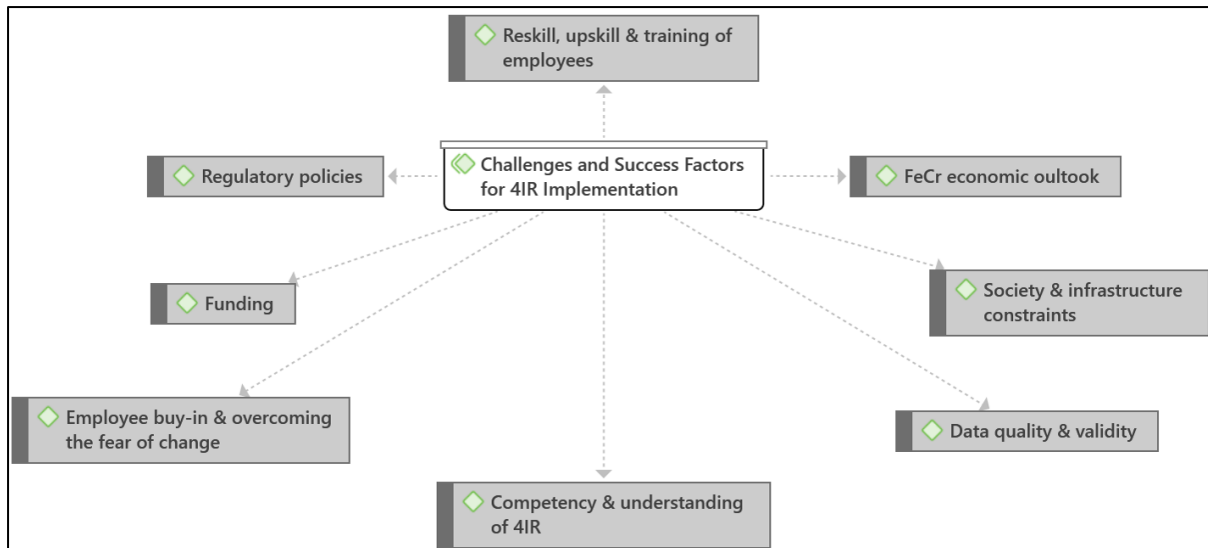 Reskill, upskill & training of
employees
Challenges and Success Factors
for 4IR Implementation
Regulatory policies
FeCr economic oultook
Funding
Society & infrastructure
constraints
Employee buy-in & overcoming
the fear of change
Data quality & validity
Competency & understanding
of 4IR